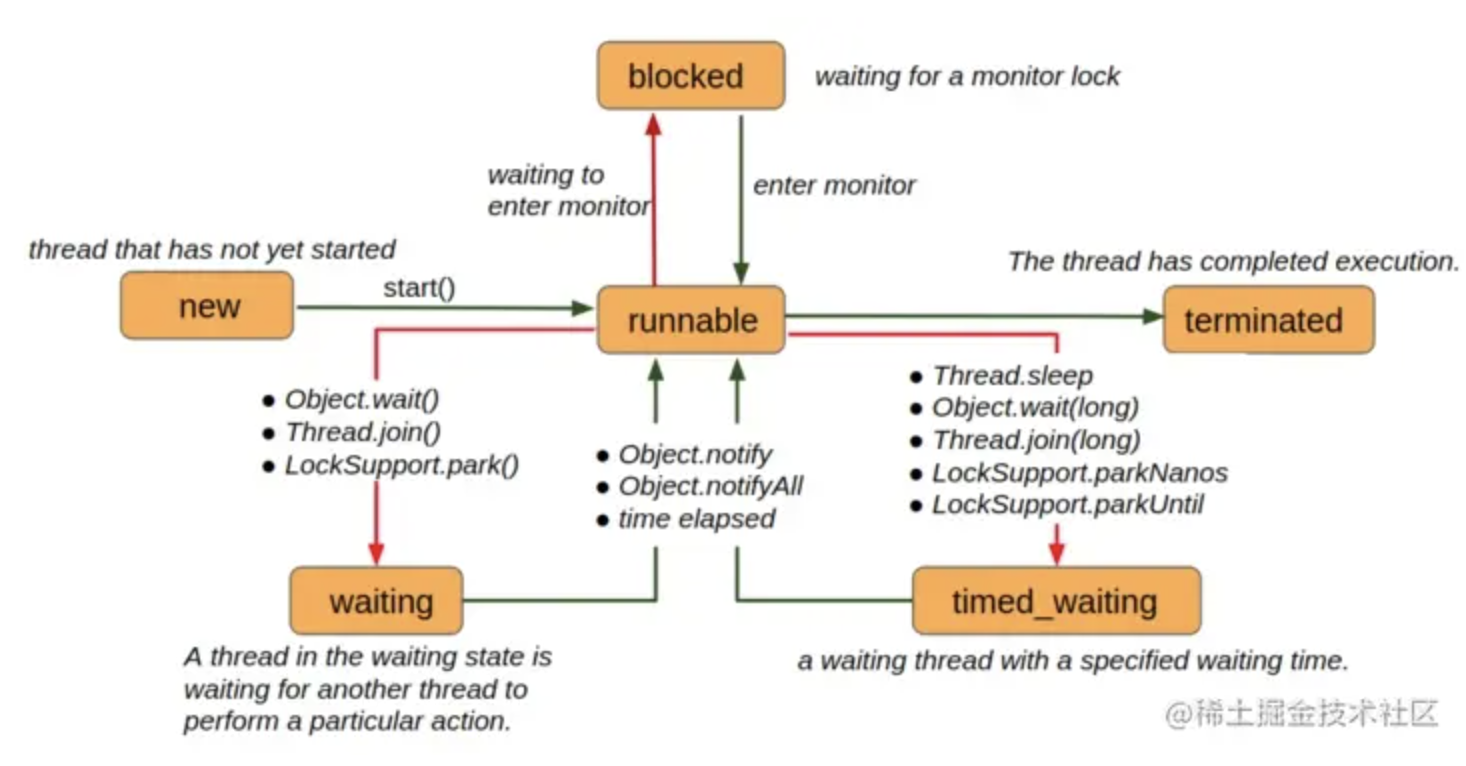 blocked
waiting for a monitor lock
waiting to
enter monitor
enter monitor
thread that has not yet started
new
start()
runnable
The thread has completed execution.
terminated
● Object.wait()
● Thread.join()
● LockSupport.park()
● Object.notify
● Object.notifyAll
● time elapsed
● Thread.sleep
● Object.wait(long)
● Thread.join(long)
● LockSupport.parkNanos
● LockSupport.parkUntil
waiting
A thread in the waiting state is
waiting for another thread to
perform a particular action.
timed_waiting
a waiting thread with a specified waiting time.
@稀土掘金技术社区